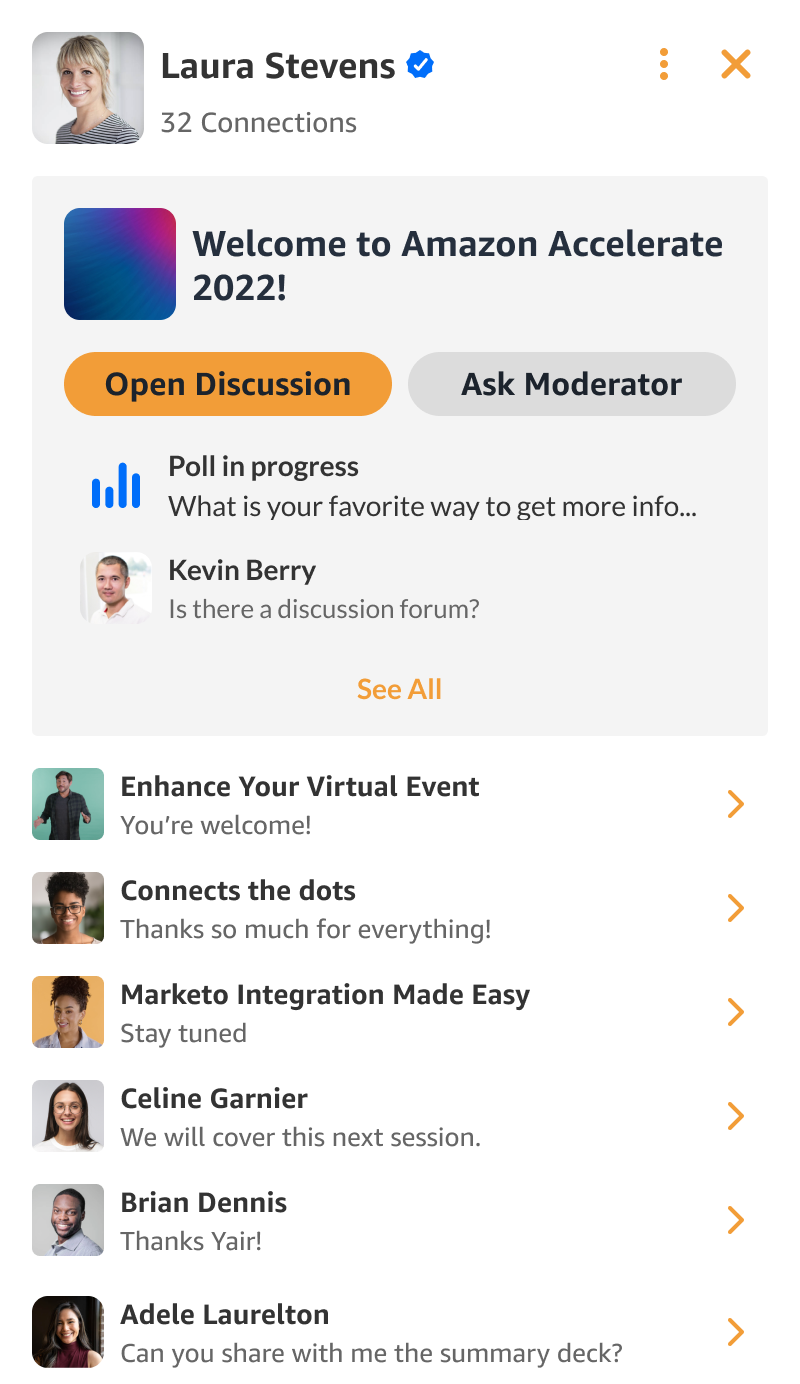 Laura Stevens
32 Connections
Welcome to Amazon Accelerate
2022!
Open Discussion
Ask Moderator
Poll in progress
What is your favorite way to get more info...
Kevin Berry
Is there a discussion forum?
See All
Enhance Your Virtual Event
You’re welcome!
Connects the dots
Thanks so much for everything!
Marketo Integration Made Easy
Stay tuned
Celine Garnier
We will cover this next session.
Brian Dennis
Thanks Yair!
Adele Laurelton
Can you share with me the summary deck?